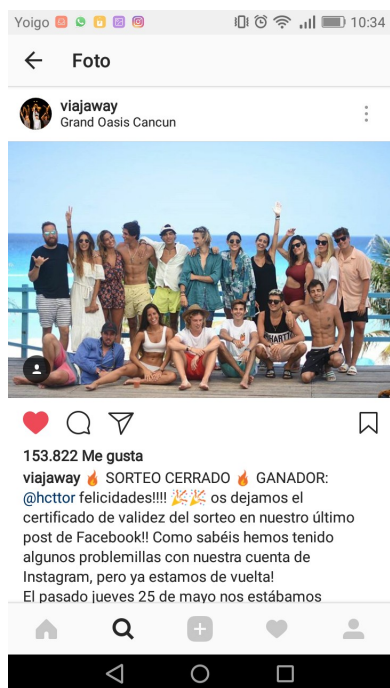 Yoigo 10:34
Foto
viajaway
Grand Oasis Cancun
153.822 Me gusta
viajaway 🔥 SORTEO CERRADO 🔥 GANADOR:
@hcttor felicidades!!!! 🎉🎉 os dejamos el
certificado de validez del sorteo en nuestro último
post de Facebook!! Como sabéis hemos tenido
algunos problemillas con nuestra cuenta de
Instagram, pero ya estamos de vuelta!
El pasado jueves 25 de mayo nos estábamos